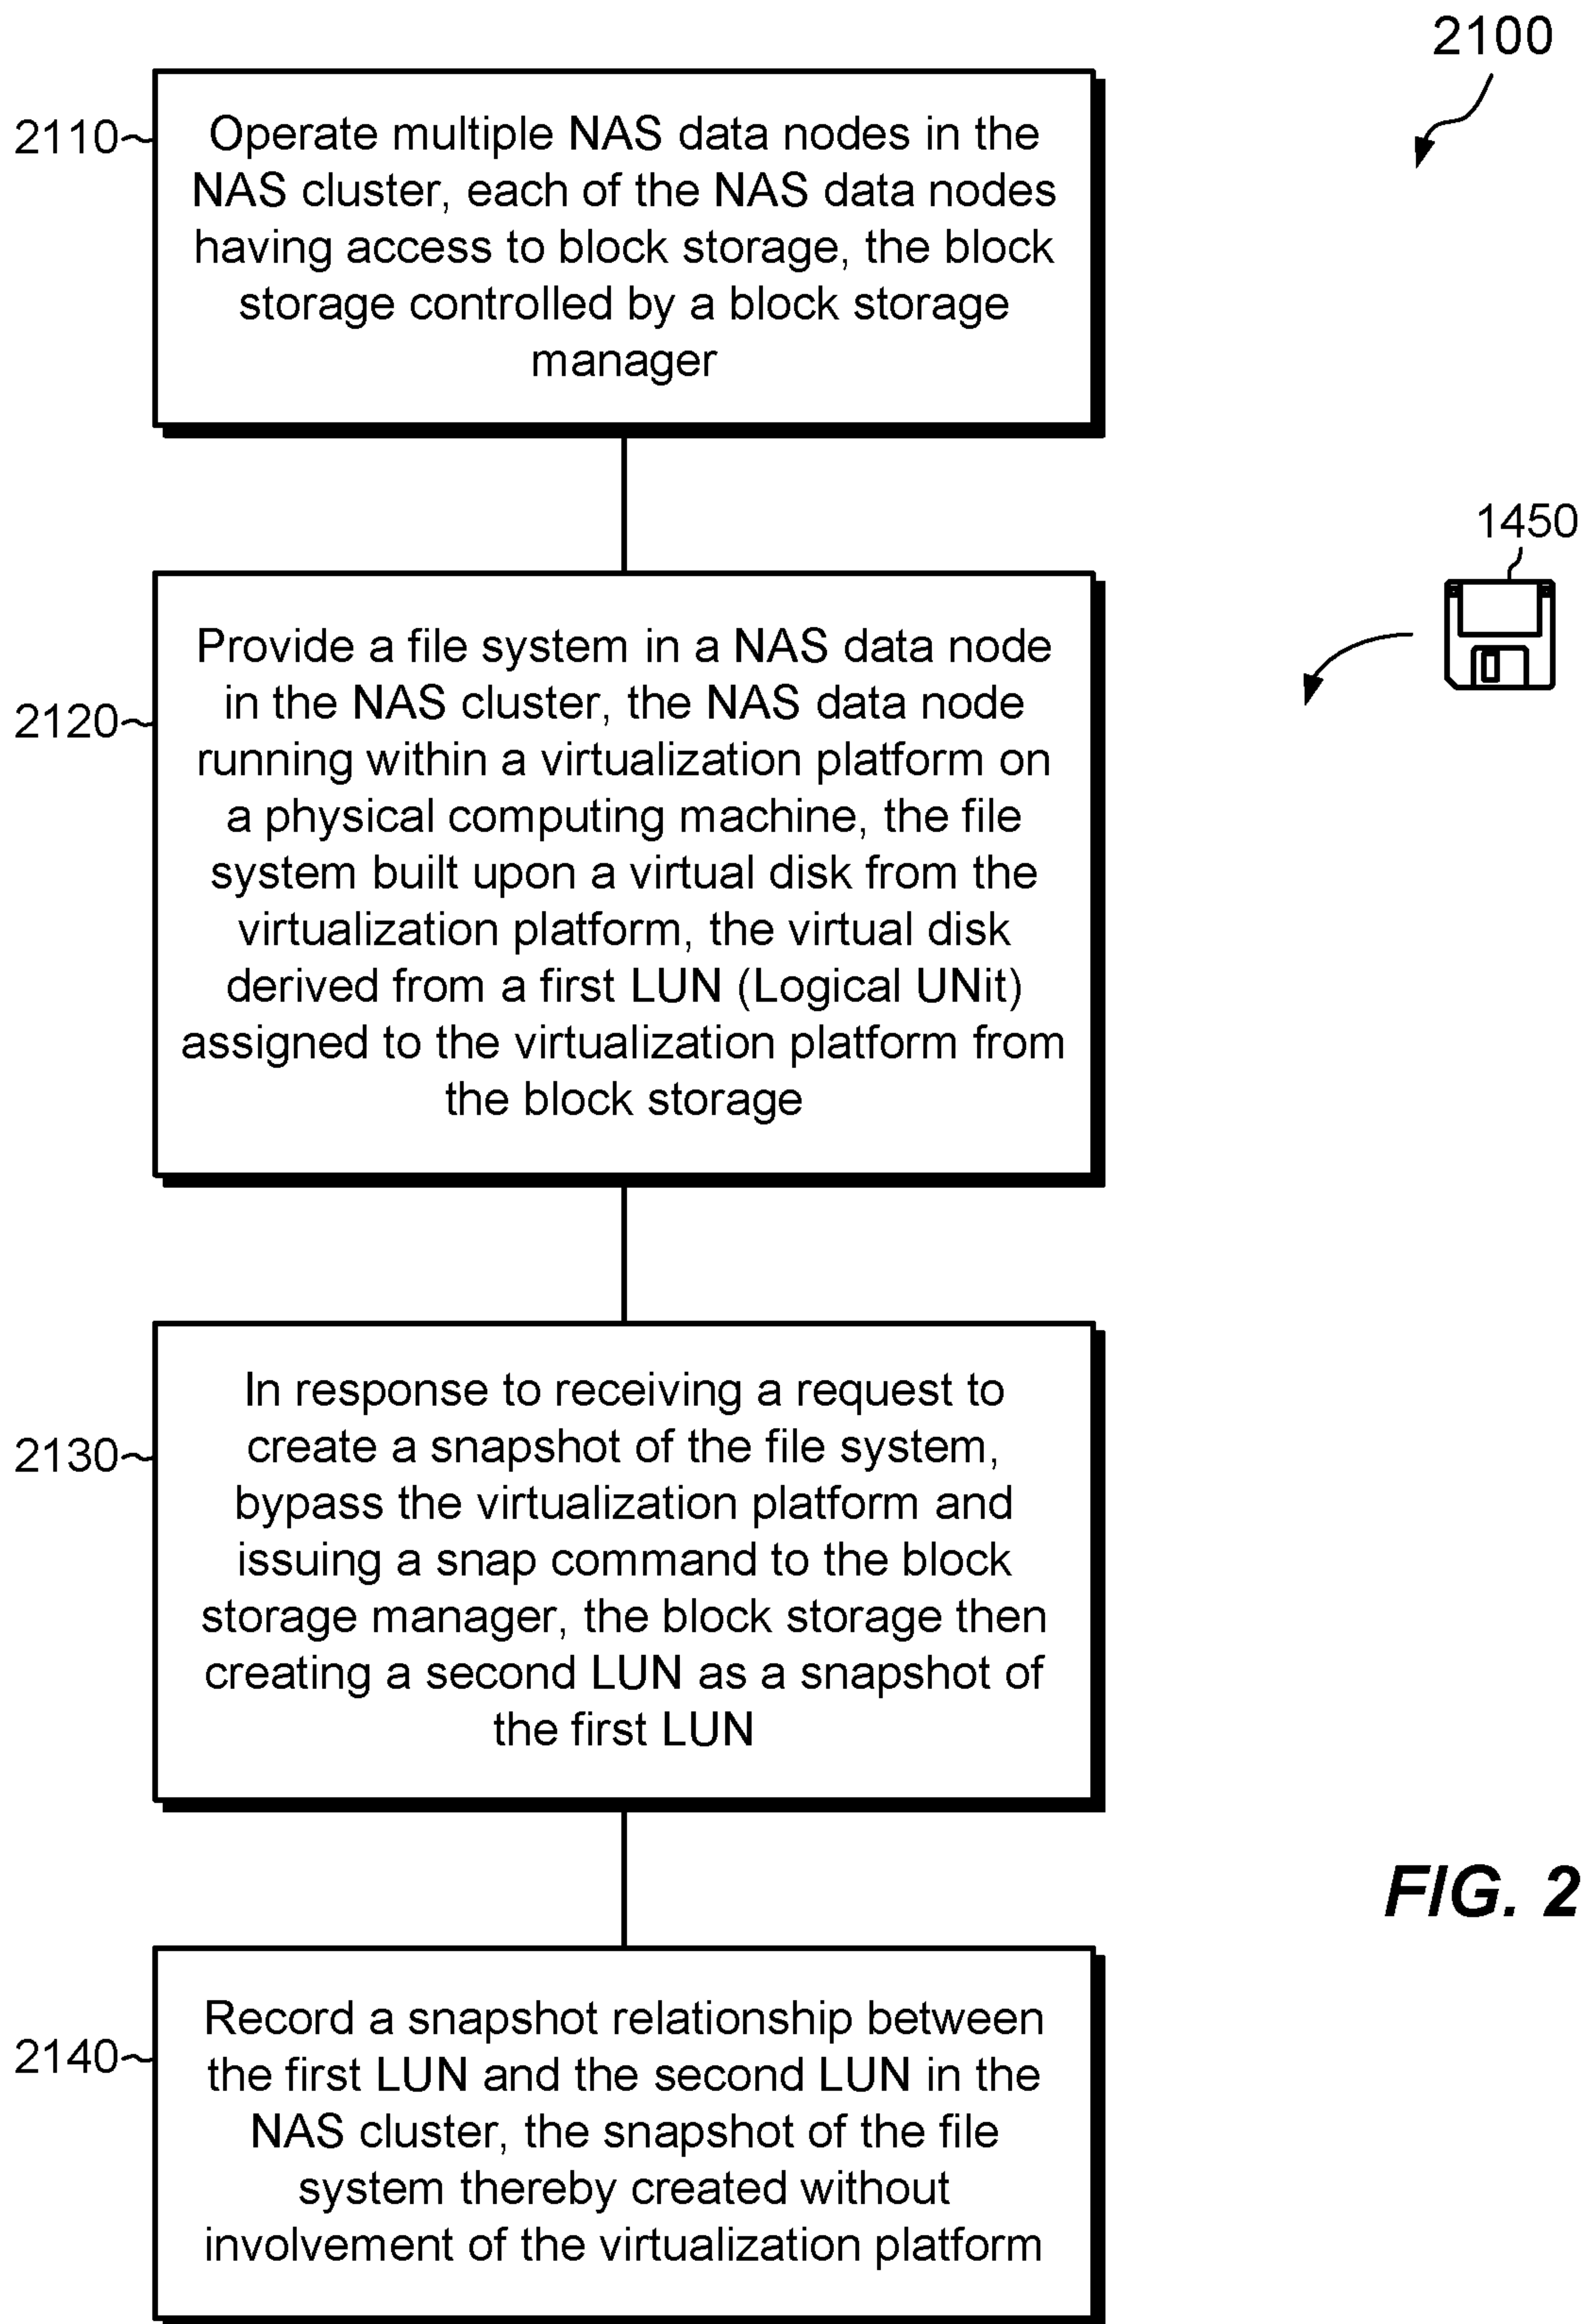 2100
2110
Operate multiple NAS data nodes in the
NAS cluster, each of the NAS data nodes
having access to block storage, the block
storage controlled by a block storage
manager
1450
2120
Provide a file system in a NAS data node
in the NAS cluster, the NAS data node
running within a virtualization platform on
a physical computing machine, the file
system built upon a virtual disk from the
virtualization platform, the virtual disk
derived from a first LUN (Logical UNit)
assigned to the virtualization platform from
the block storage
2130
In response to receiving a request to
create a snapshot of the file system,
bypass the virtualization platform and
issuing a snap command to the block
storage manager, the block storage then
creating a second LUN as a snapshot of
the first LUN
FIG. 2
2140
Record a snapshot relationship between
the first LUN and the second LUN in the
NAS cluster, the snapshot of the file
system thereby created without
involvement of the virtualization platform